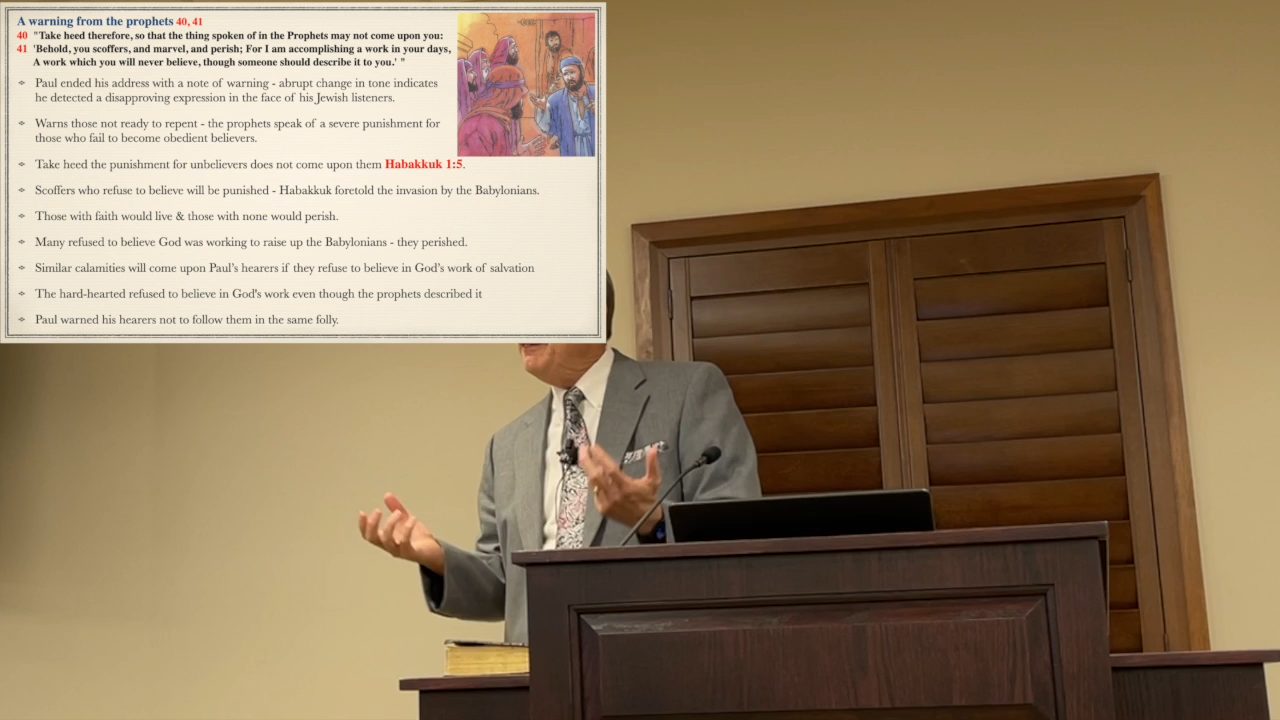 A warning from the prophets 40, 41
40 "Take heed therefore, so that the thing spoken of in the Prophets may not come upon you:
41 'Behold, you scoffers, and marvel, and perish; For I am accomplishing a work in your days,
A work which you will never believe, though someone should describe it to you.' "
Paul ended his address with a note of warning - abrupt change in tone indicates
he detected a disapproving expression in the face of his Jewish listeners.
Warns those not ready to repent - the prophets speak of a severe punishment for
those who fail to become obedient believers.
Take heed the punishment for unbelievers does not come upon them Habakkuk 1:5.
Scoffers who refuse to believe will be punished - Habakkuk foretold the invasion by the Babylonians.
Those with faith would live & those with none would perish.
Many refused to believe God was working to raise up the Babylonians - they perished.
Similar calamities will come upon Paul's hearers if they refuse to believe in God's work of salvation
The hard-hearted refused to believe in God's work even though the prophets described it
Paul warned his hearers not to follow them in the same folly.